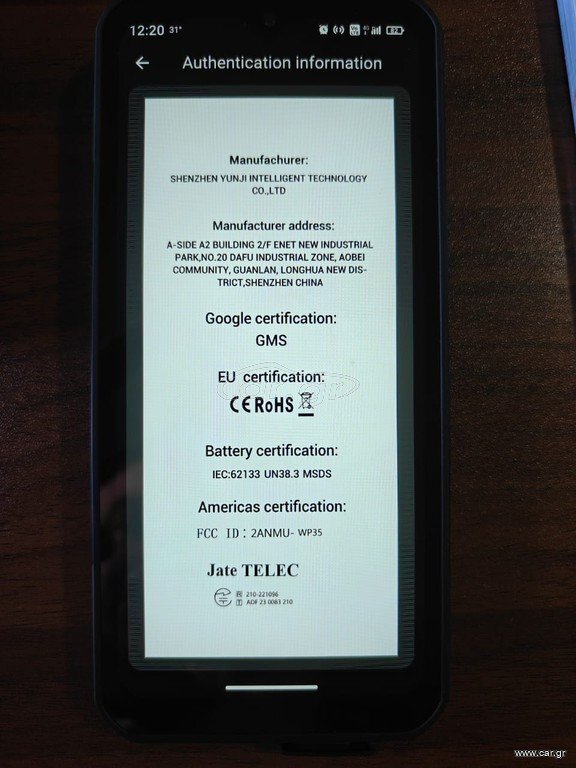 12:20 31° 82
Authentication information
Manufachurer:
SHENZHEN YUNJI INTELLIGENT TECHNOLOGY
CO.,LTD
Manufacturer address:
A-SIDE A2 BUILDING 2/F ENET NEW INDUSTRIAL
PARK,NO.20 DAFU INDUSTRIAL ZONE, AOBEI
COMMUNITY, GUANLAN, LONGHUA NEW DIS-
TRICT,SHENZHEN CHINA
Google certification:
GMS
EU certification:
CE RoHS
Battery certification:
IEC:62133 UN38.3 MSDS
Americas certification:
FCC ID: 2ANMU- WP35
Jate TELEC
R 210-221096
T ADF 23 0083 210
www.car.gr